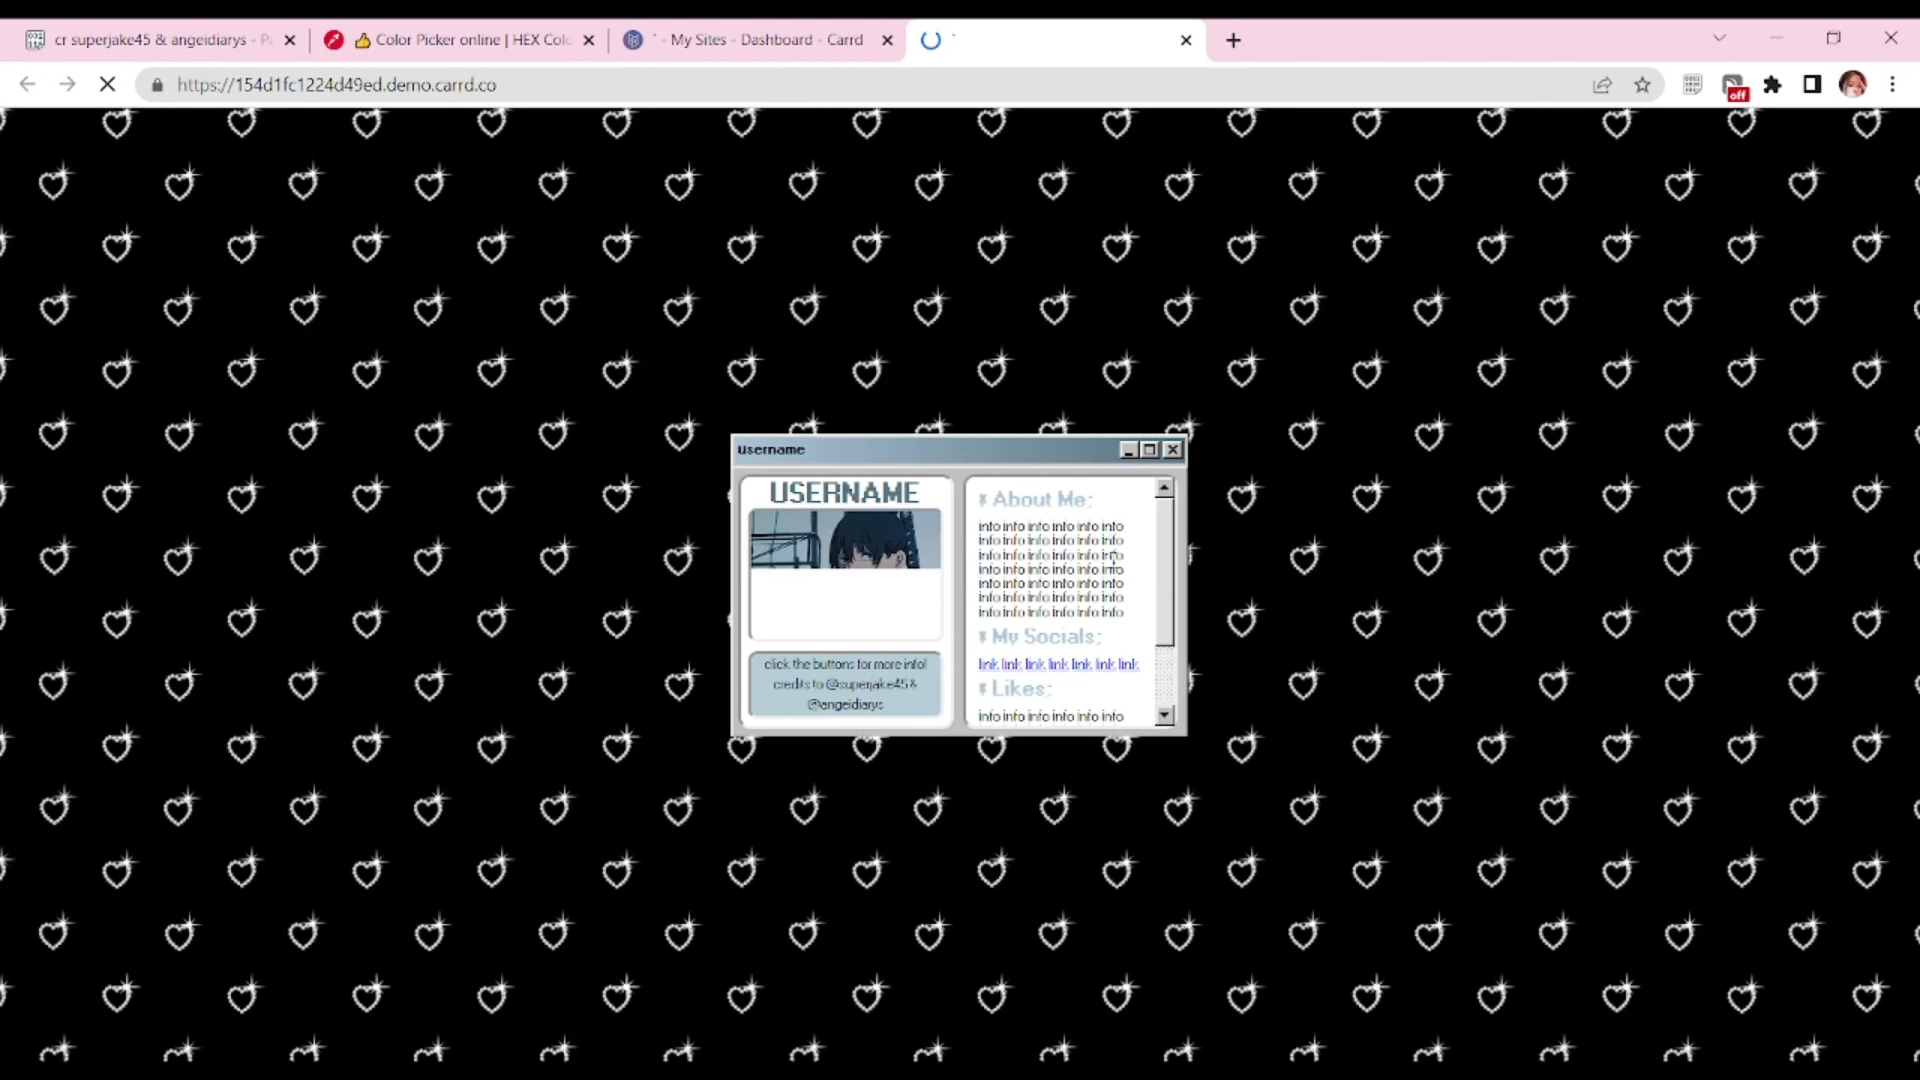 cr superjake45 & angeidiarys - Pa
Color Picker online | HEX Colo
` - My Sites - Dashboard - Carrd
`
https://154d1fc1224d49ed.demo.carrd.co
off
Username
USERNAME
click the buttons for more info!
credits to @superjake45 &
@angeidiarys
About Me:
info info info info info info
info info info info info info
info info info info info info
info info info info info info
info info info info info info
info info info info info info
info info info info info info
My Socials:
link link link link link link link
Likes:
info info info info info info